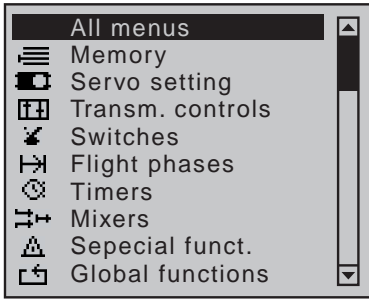 All menus
Memory
Servo setting
Transm. controls
Switches
Flight phases
Timers
Mixers
Sepecial funct.
Global functions